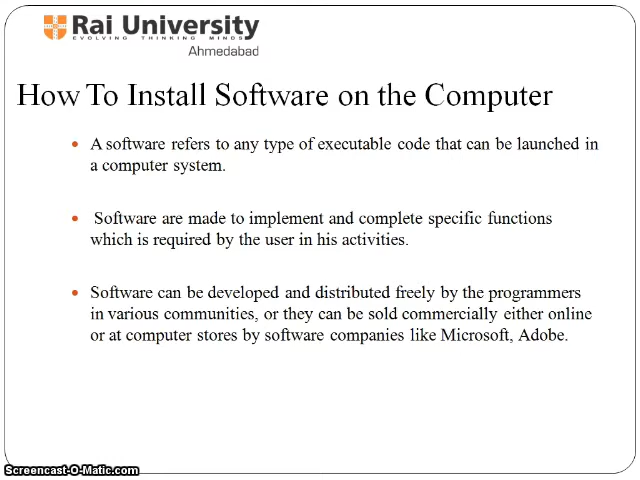 Rai University
EVOLVING THINKING MINDS
Ahmedabad
How To Install Software on the Computer
• A software refers to any type of executable code that can be launched in
a computer system.
• Software are made to implement and complete specific functions
which is required by the user in his activities.
• Software can be developed and distributed freely by the programmers
in various communities, or they can be sold commercially either online
or at computer stores by software companies like Microsoft, Adobe.
Screencast-O-Matic.com